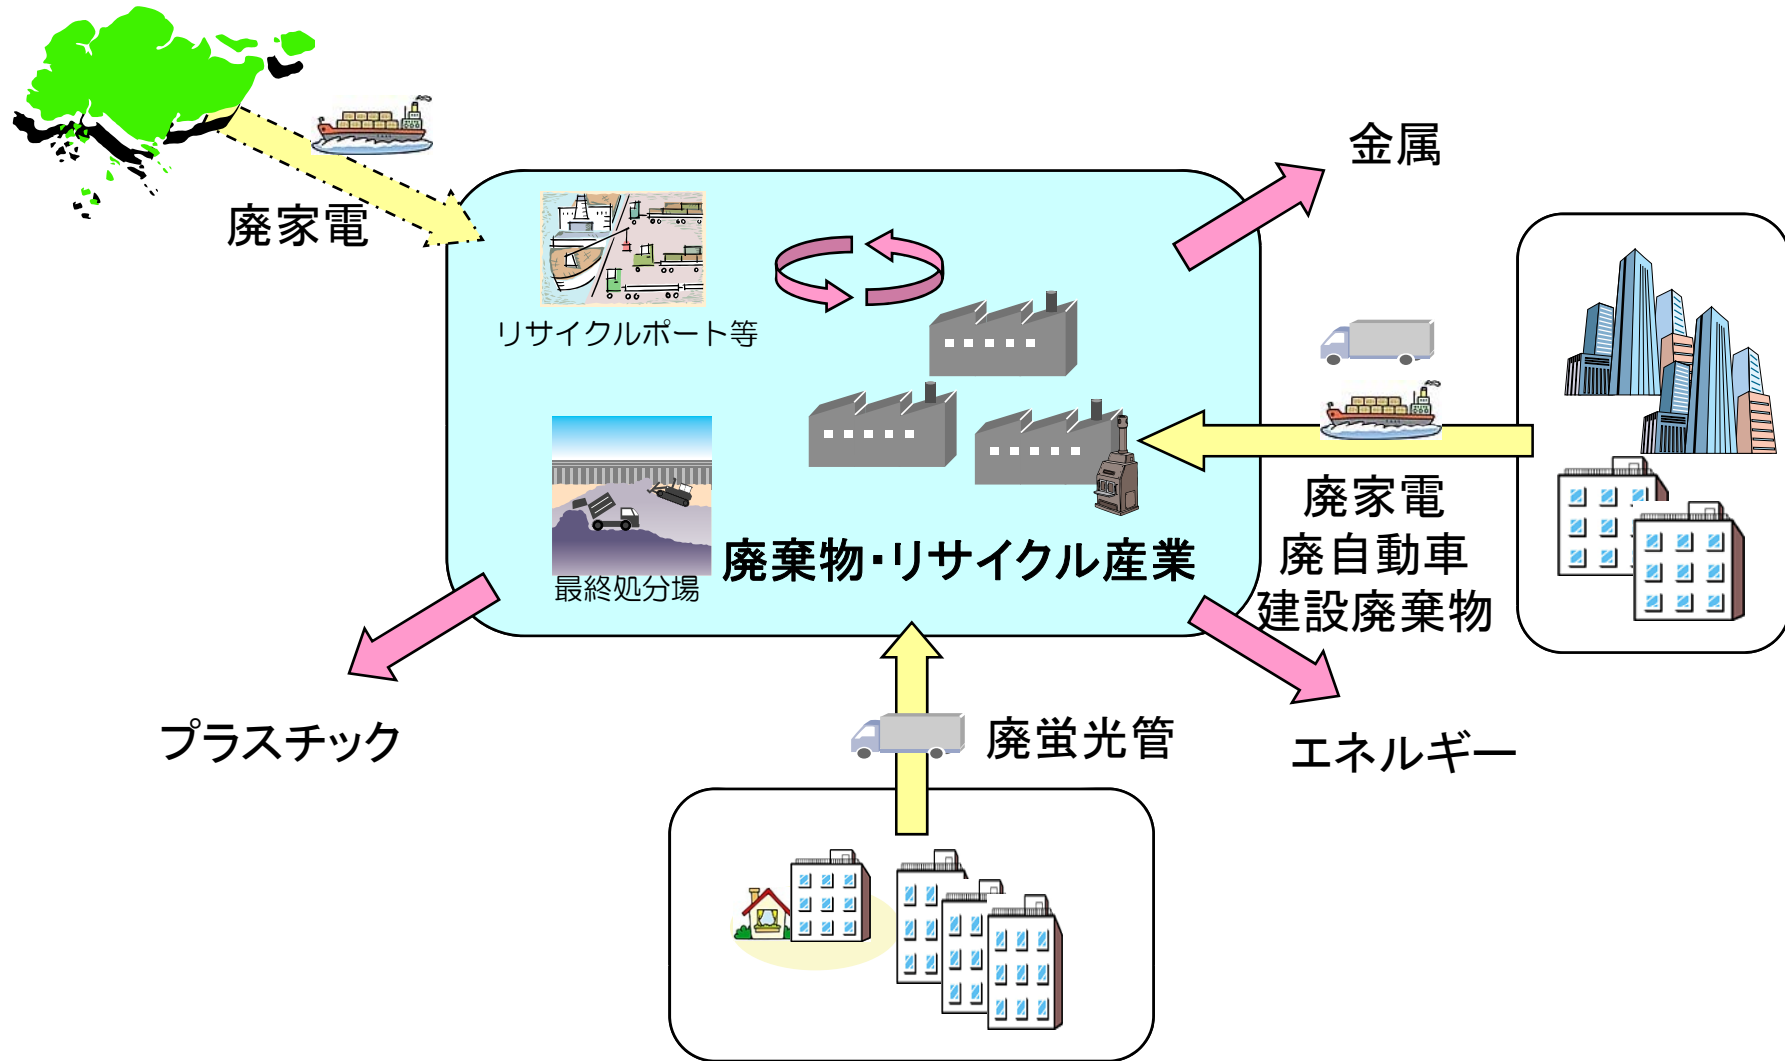 金属
廃家電
リサイクルポート等
廃家電
廃自動車
建設廃棄物
廃棄物・リサイクル産業
最終処分場
プラスチック
廃蛍光管
エネルギー